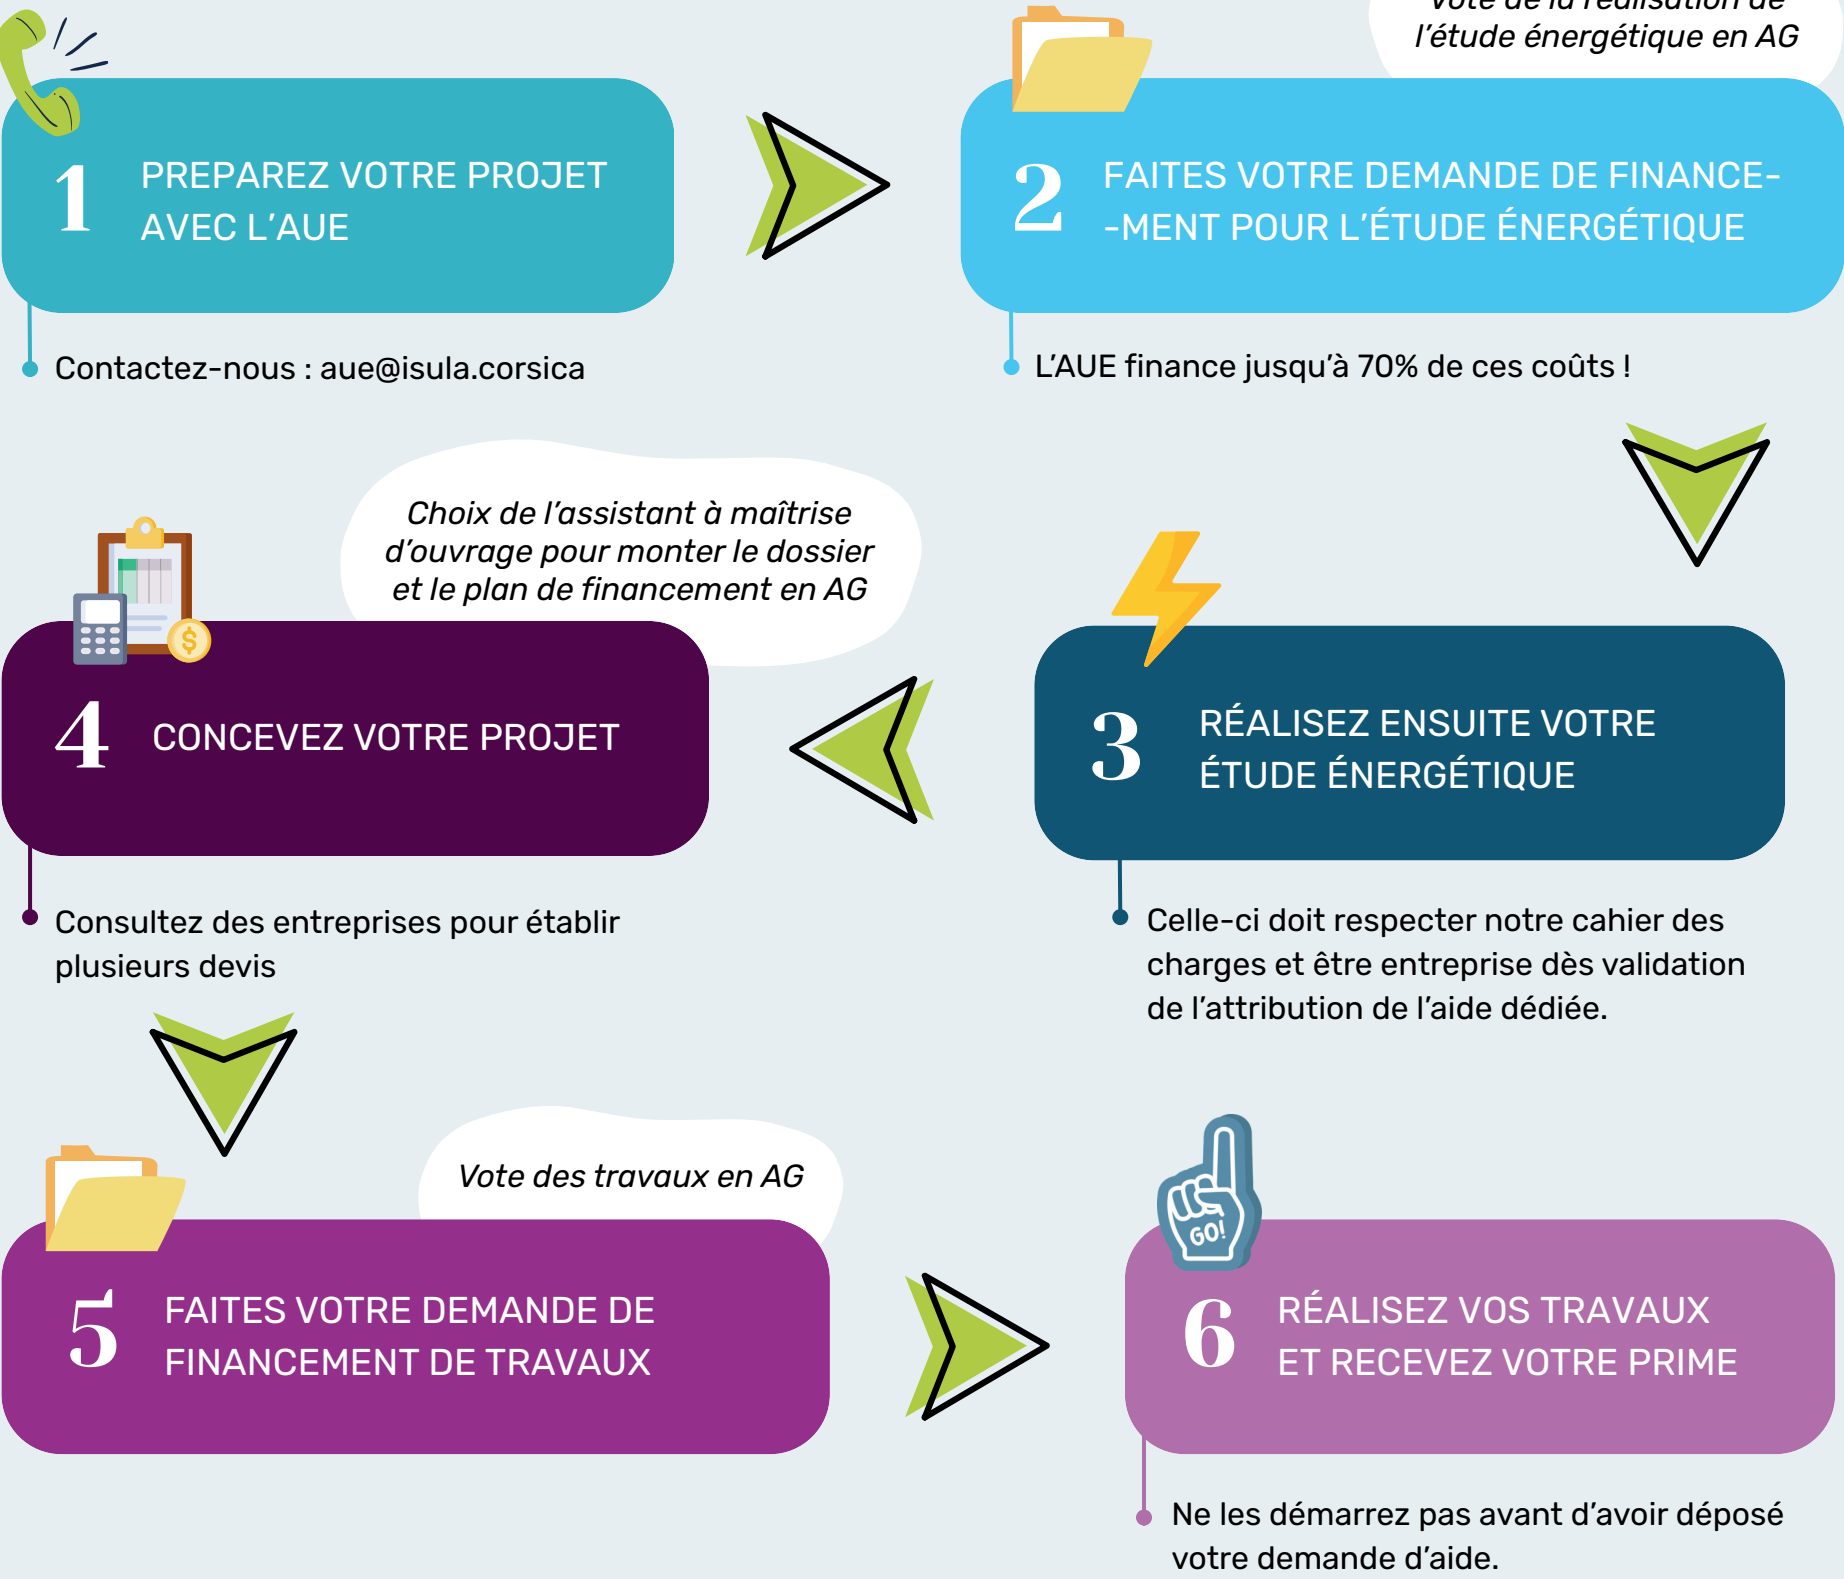 Vote de la réalisation de
l'étude énergétique en AG
1
PREPAREZ VOTRE PROJET
AVEC L'AUE
Contactez-nous : aue@isula.corsica
2
FAITES VOTRE DEMANDE DE FINANCE-
-MENT POUR L'ÉTUDE ÉNERGÉTIQUE
L'AUE finance jusqu'à 70% de ces coûts !
3
RÉALISEZ ENSUITE VOTRE
ÉTUDE ÉNERGÉTIQUE
Celle-ci doit respecter notre cahier des
charges et être entreprise dès validation
de l'attribution de l'aide dédiée.
Choix de l'assistant à maîtrise
d'ouvrage pour monter le dossier
et le plan de financement en AG
$
4
CONCEVEZ VOTRE PROJET
Consultez des entreprises pour établir
plusieurs devis
Vote des travaux en AG
5
FAITES VOTRE DEMANDE DE
FINANCEMENT DE TRAVAUX
GO!
6
RÉALISEZ VOS TRAVAUX
ET RECEVEZ VOTRE PRIME
Ne les démarrez pas avant d'avoir déposé
votre demande d'aide.